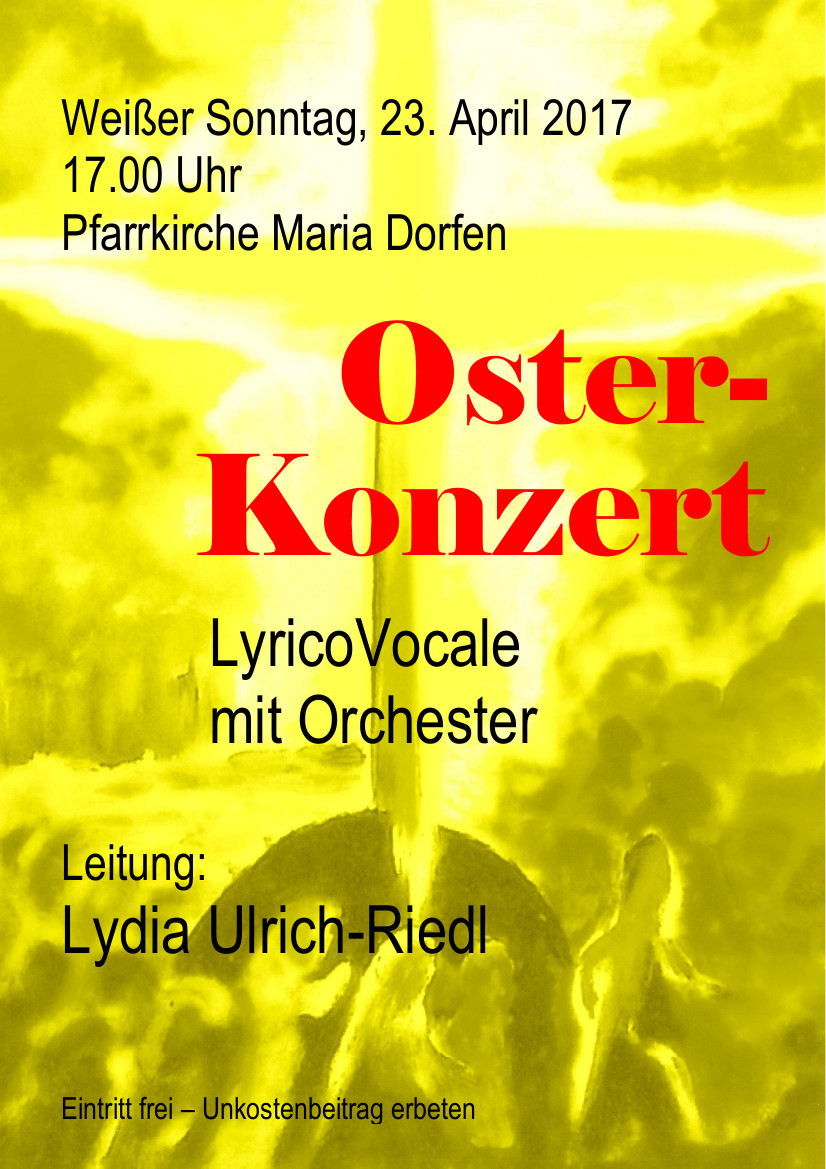 Weißer Sonntag, 23. April 2017
17.00 Uhr
Pfarrkirche Maria Dorfen
Oster-
Konzert
LyricoVocale
mit Orchester
Leitung:
Lydia Ulrich-Riedl
Eintritt frei – Unkostenbeitrag erbeten